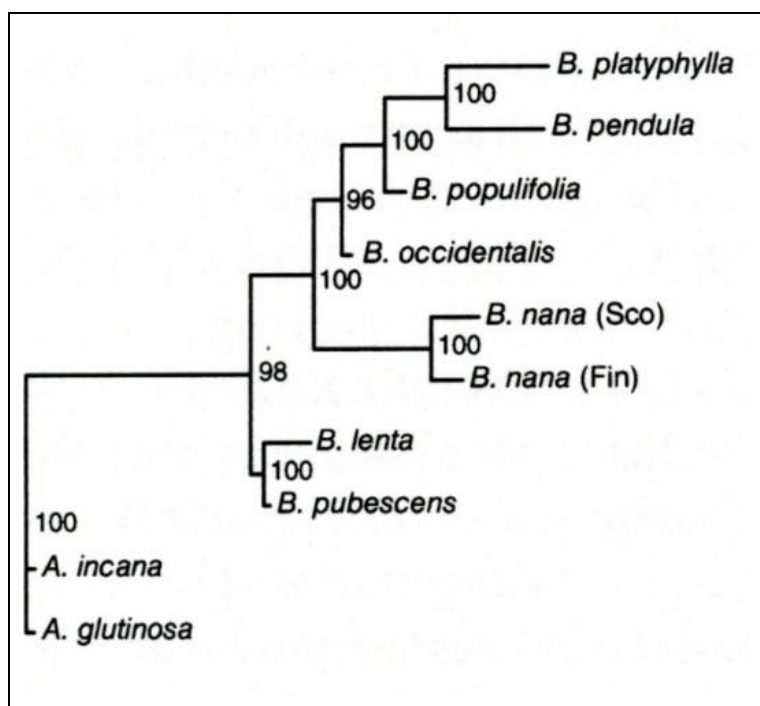 B. platyphylla
100
B. pendula
100
B. populifolia
96
B. occidentalis
100
B. nana (Sco)
100
B. nana (Fin)
98
B. lenta
100
B. pubescens
100
A. incana
A. glutinosa